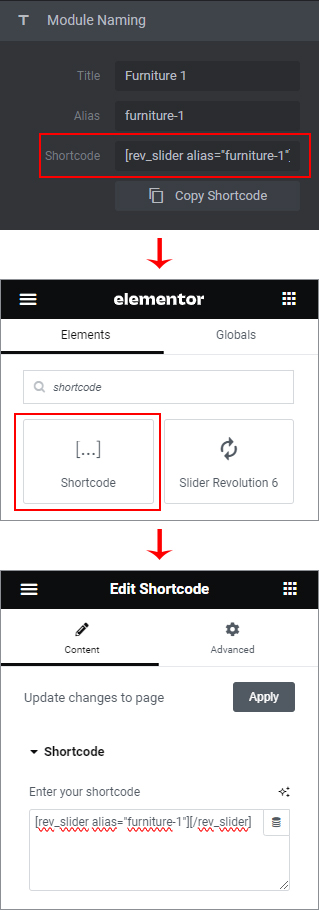 T Module Naming
Title Furniture 1
Alias furniture-1
Shortcode [rev_slider alias="furniture-1"]
Copy Shortcode
elementor
Elements Globals
shortcode
[...]
Shortcode Slider Revolution 6
Edit Shortcode
Content Advanced
Update changes to page Apply
Shortcode
Enter your shortcode
[rev_slider alias="furniture-1"][/rev_slider]